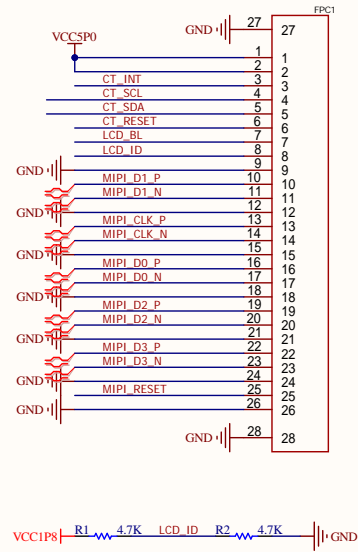 FPC1
GND 27 27
VCC5P0
1 1
2 2
CT_INT 3 3
CT_SCL 4 4
CT_SDA 5 5
CT_RESET 6 6
LCD_BL 7 7
LCD_ID 8 8
GND 9 9
MIPI_D1_P 10 10
MIPI_D1_N 11 11
GND 12 12
MIPI_CLK_P 13 13
MIPI_CLK_N 14 14
GND 15 15
MIPI_D0_P 16 16
MIPI_D0_N 17 17
GND 18 18
MIPI_D2_P 19 19
MIPI_D2_N 20 20
GND 21 21
MIPI_D3_P 22 22
MIPI_D3_N 23 23
GND 24 24
MIPI_RESET 25 25
GND 26 26
GND 28 28
VCC1P8 R1 4.7K LCD_ID R2 4.7K GND